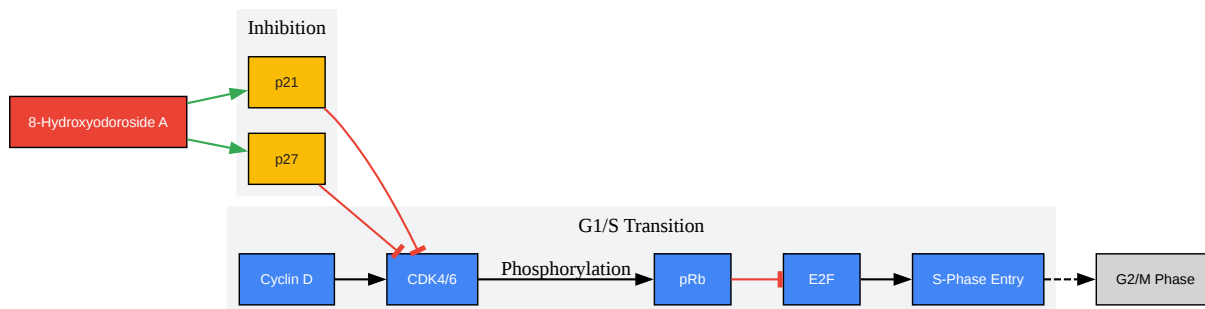 Inhibition
p21
8-Hydroxyodoroside A
p27
G1/S Transition
Cyclin D
CDK4/6
Phosphorylation
pRb
E2F
S-Phase Entry
G2/M Phase